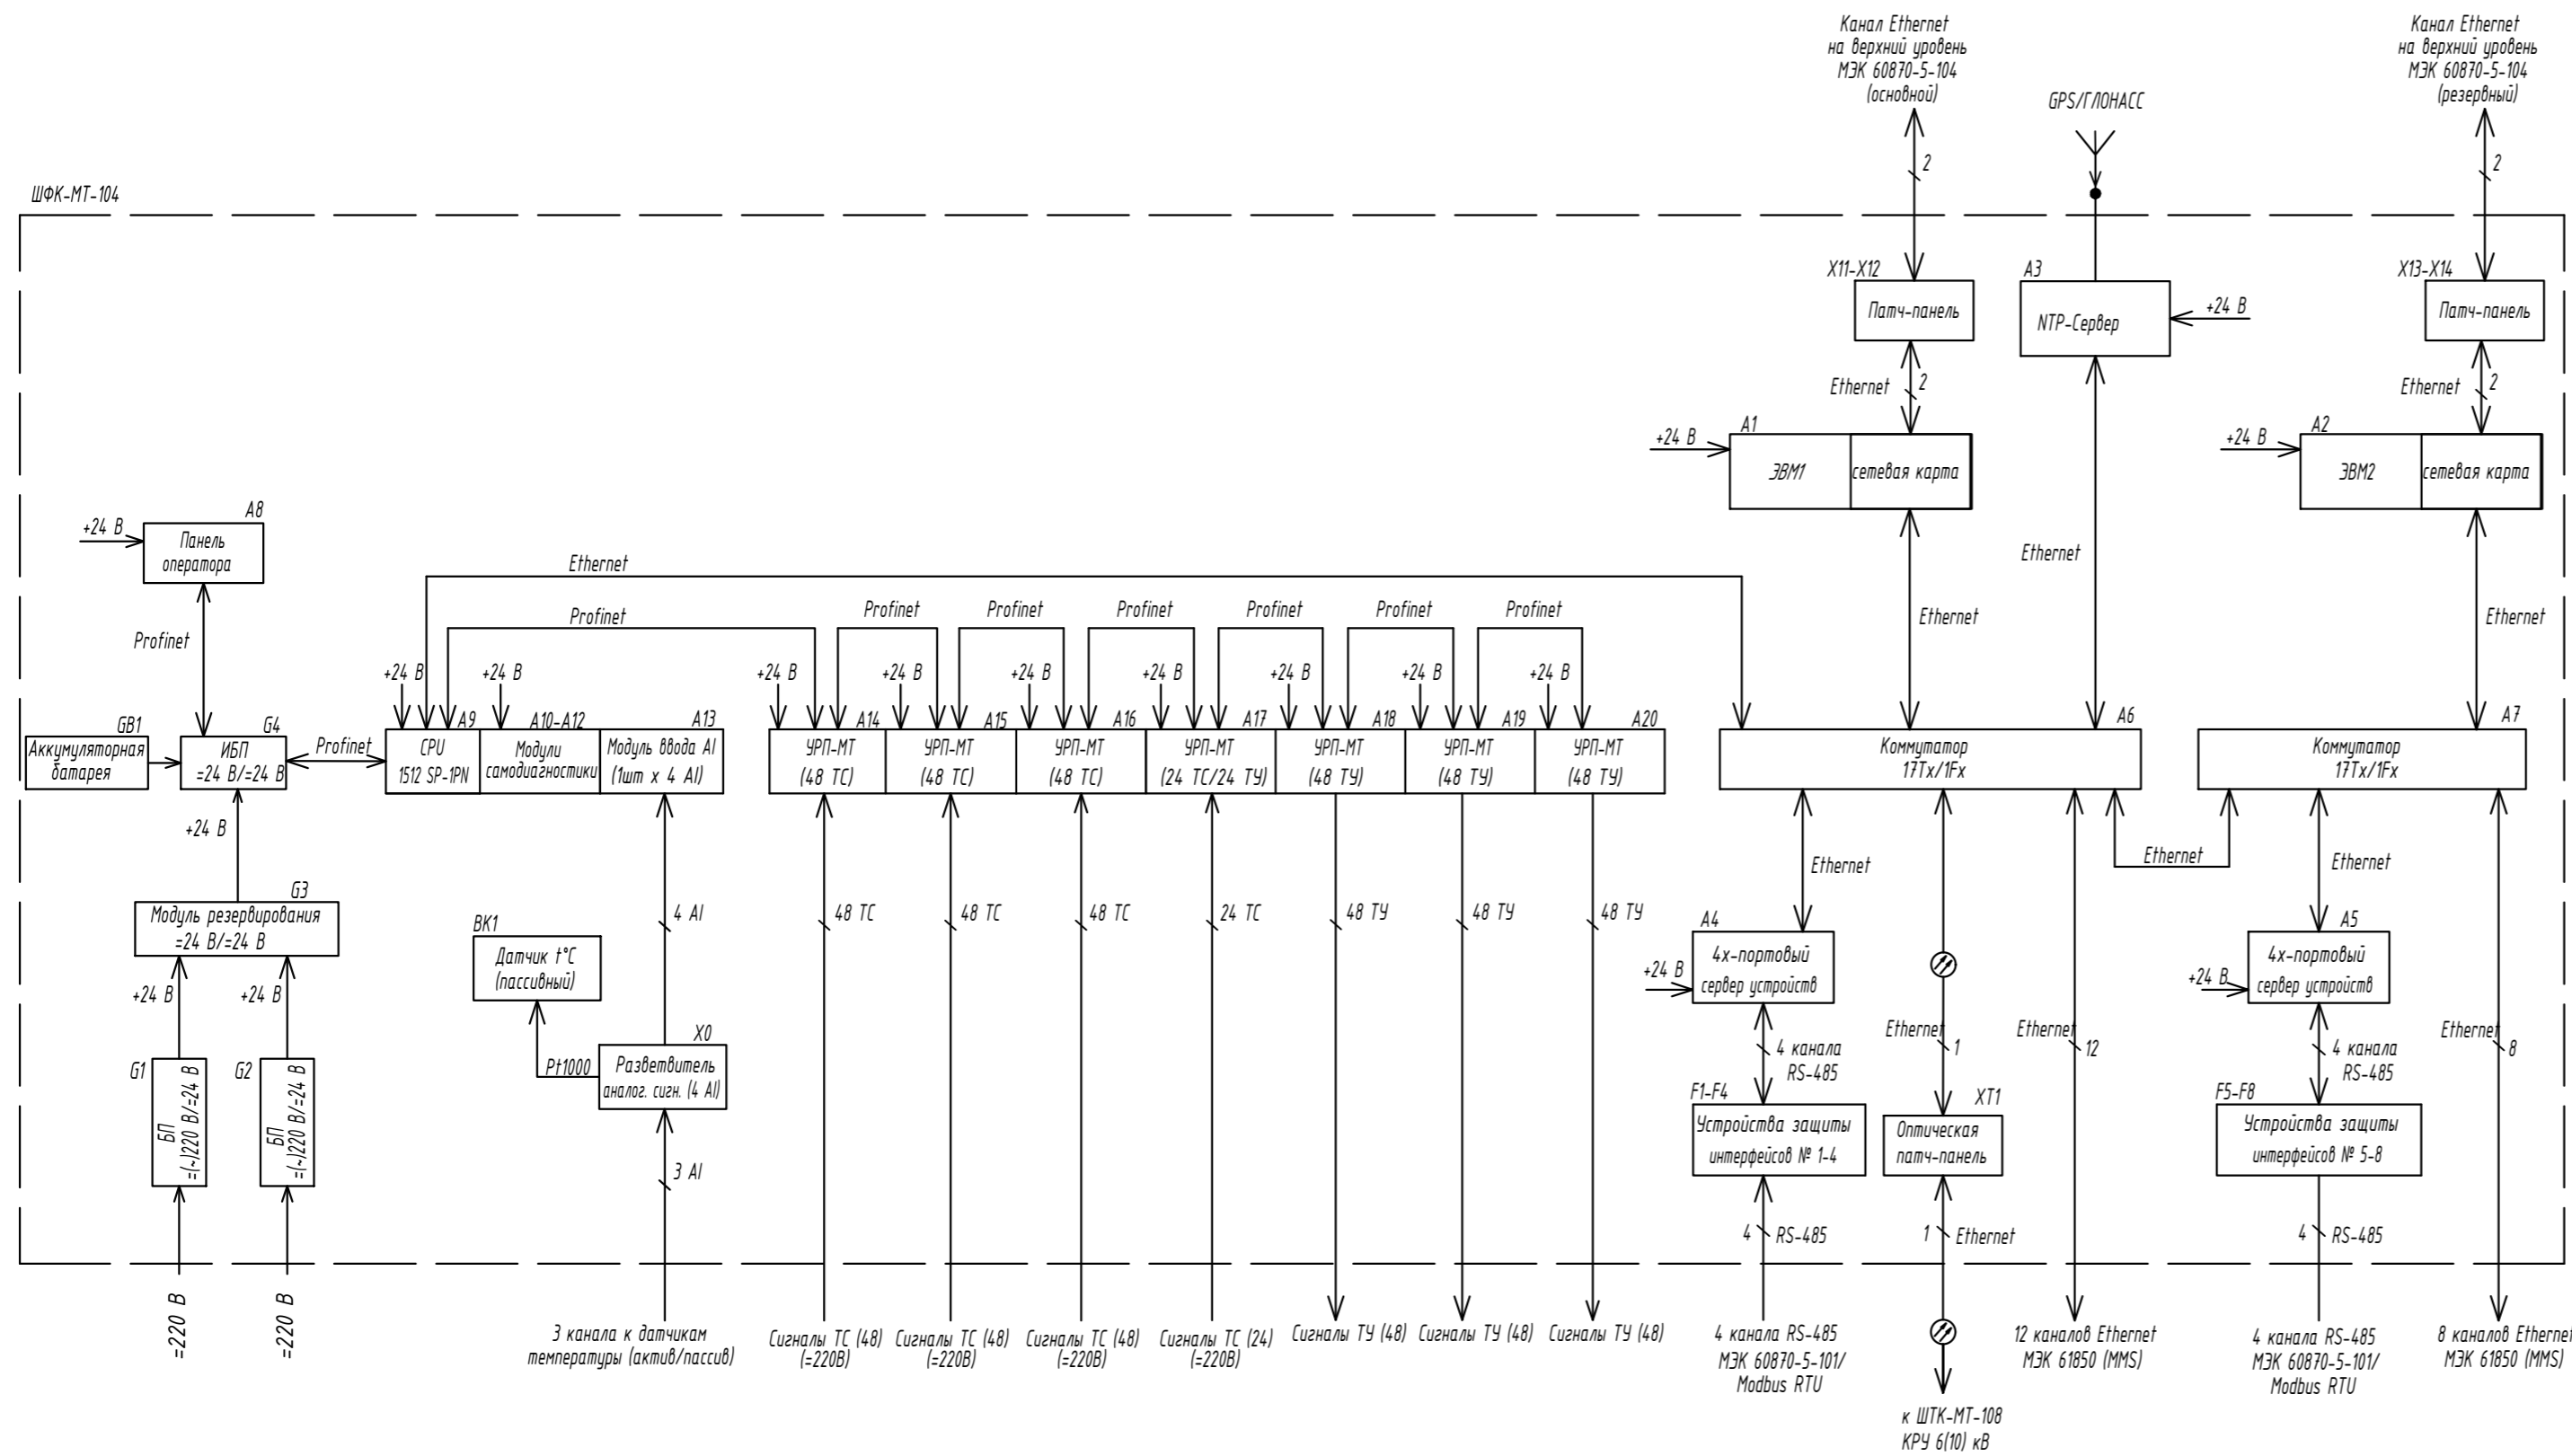 Канал Ethernet
на верхний уровень
МЭК 60870-5-104
(основной)
Канал Ethernet
на верхний уровень
МЭК 60870-5-104
(резервный)
GPS/ГЛОНАСС
2
2
ШФК-МТ-104
X11-X12
Патч-панель
A3
NTP-Сервер
+24 В
X13-X14
Патч-панель
Ethernet
2
Ethernet
2
+24 В
A1
ЭВМ1
сетевая карта
+24 В
A2
ЭВМ2
сетевая карта
A8
+24 В
Панель
оператора
Ethernet
Ethernet
Profinet
Profinet
Profinet
Profinet
Profinet
Profinet
Profinet
Profinet
Ethernet
Ethernet
+24 В
+24 В
+24 В
+24 В
+24 В
+24 В
+24 В
+24 В
+24 В
GB1
Аккумуляторная
батарея
G4
ИБП
=24 В/=24 В
Profinet
A9
CPU
1512 SP-1PN
A10-A12
Модули
самодиагностики
A13
Модуль ввода AI
(1шт x 4 AI)
A14
УРП-МТ
(48 ТС)
A15
УРП-МТ
(48 ТС)
A16
УРП-МТ
(48 ТС)
A17
УРП-МТ
(24 ТС/24 ТУ)
A18
УРП-МТ
(48 ТУ)
A19
УРП-МТ
(48 ТУ)
A20
УРП-МТ
(48 ТУ)
A6
Коммутатор
17Tx/1Fx
A7
Коммутатор
17Tx/1Fx
+24 В
Ethernet
Ethernet
Ethernet
G3
Модуль резервирования
=24 В/=24 В
4 AI
48 ТС
48 ТС
48 ТС
24 ТС
48 ТУ
48 ТУ
48 ТУ
BK1
Датчик t°C
(пассивный)
A4
4х-портовый
сервер устройств
+24 В
A5
4х-портовый
сервер устройств
+24 В
+24 В
+24 В
X0
Разветвитель
аналог. сигн. (4 AI)
Pt1000
Ethernet
1
Ethernet
12
Ethernet
8
4 канала
RS-485
4 канала
RS-485
G1
БП
=(~)220 В/=24 В
G2
БП
=(~)220 В/=24 В
F1-F4
Устройства защиты
интерфейсов № 1-4
XT1
Оптическая
патч-панель
F5-F8
Устройства защиты
интерфейсов № 5-8
3 AI
4
RS-485
1
Ethernet
4
RS-485
=220 В
=220 В
3 канала к датчикам
температуры (актив/пассив)
Сигналы ТС (48)
(=220В)
Сигналы ТС (48)
(=220В)
Сигналы ТС (48)
(=220В)
Сигналы ТС (24)
(=220В)
Сигналы ТУ (48)
Сигналы ТУ (48)
Сигналы ТУ (48)
4 канала RS-485
МЭК 60870-5-101/
Modbus RTU
12 каналов Ethernet
МЭК 61850 (MMS)
4 канала RS-485
МЭК 60870-5-101/
Modbus RTU
8 каналов Ethernet
МЭК 61850 (MMS)
к ШТК-МТ-108
КРУ 6(10) кВ